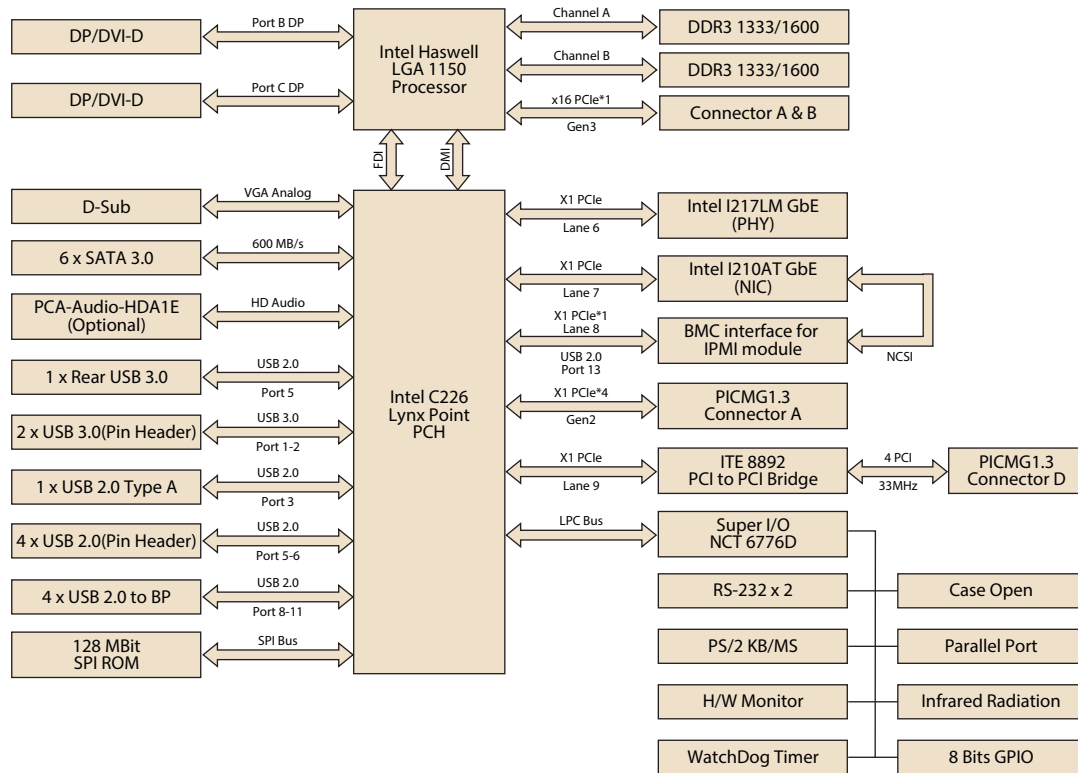 DP/DVI-D
Port B DP
Intel Haswell
LGA 1150
Processor
Channel A
DDR3 1333/1600
Channel B
DDR3 1333/1600
DP/DVI-D
Port C DP
x16 PCIe*1
Gen3
Connector A & B
FDI
DMI
D-Sub
VGA Analog
6 x SATA 3.0
600 MB/s
PCA-Audio-HDA1E
(Optional)
HD Audio
1 x Rear USB 3.0
USB 2.0
Port 5
2 x USB 3.0(Pin Header)
USB 3.0
Port 1-2
1 x USB 2.0 Type A
USB 2.0
Port 3
4 x USB 2.0(Pin Header)
USB 2.0
Port 5-6
4 x USB 2.0 to BP
USB 2.0
Port 8-11
128 MBit
SPI ROM
SPI Bus
Intel C226
Lynx Point
PCH
X1 PCIe
Lane 6
Intel I217LM GbE
(PHY)
X1 PCIe
Lane 7
Intel I210AT GbE
(NIC)
X1 PCIe*1
Lane 8
USB 2.0
Port 13
BMC interface for
IPMI module
NCSI
X1 PCIe*4
Gen2
PICMG1.3
Connector A
X1 PCIe
Lane 9
ITE 8892
PCI to PCI Bridge
4 PCI
33MHz
PICMG1.3
Connector D
LPC Bus
Super I/O
NCT 6776D
RS-232 x 2
Case Open
PS/2 KB/MS
Parallel Port
H/W Monitor
Infrared Radiation
WatchDog Timer
8 Bits GPIO